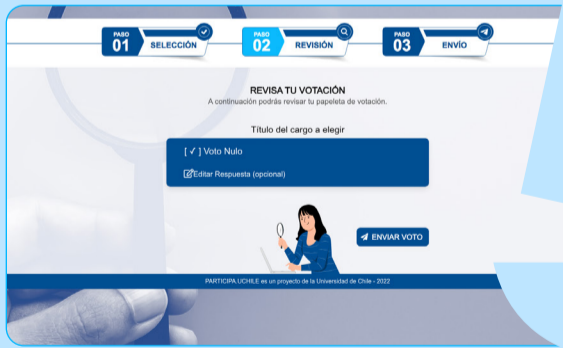 PASO
01
SELECCIÓN
PASO
02
REVISIÓN
PASO
03
ENVÍO
REVISA TU VOTACIÓN
A continuación podrás revisar tu papeleta de votación.
Título del cargo a elegir
[ ✓ ] Voto Nulo
Editar Respuesta (opcional)
ENVIAR VOTO
PARTICIPA.UCHILE es un proyecto de la Universidad de Chile - 2022